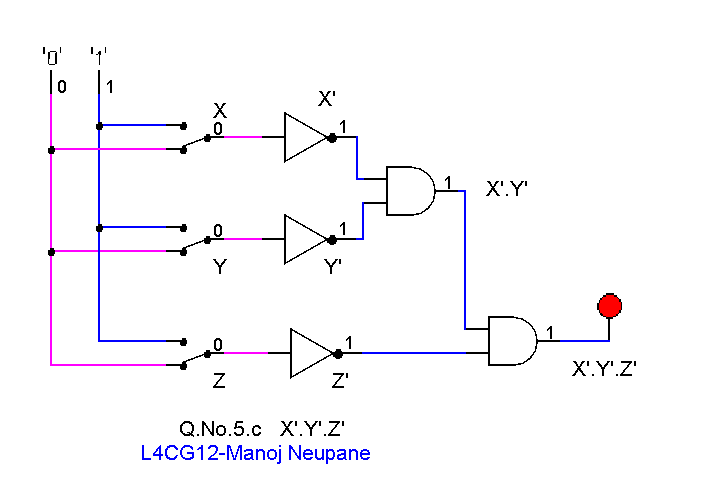 '0' '1'
0 1
X X'
0 1
1 X'.Y'
0 1
Y Y'
0 1 1
X'.Y'.Z'
Z Z'
Q.No.5.c X'.Y'.Z'
L4CG12-Manoj Neupane